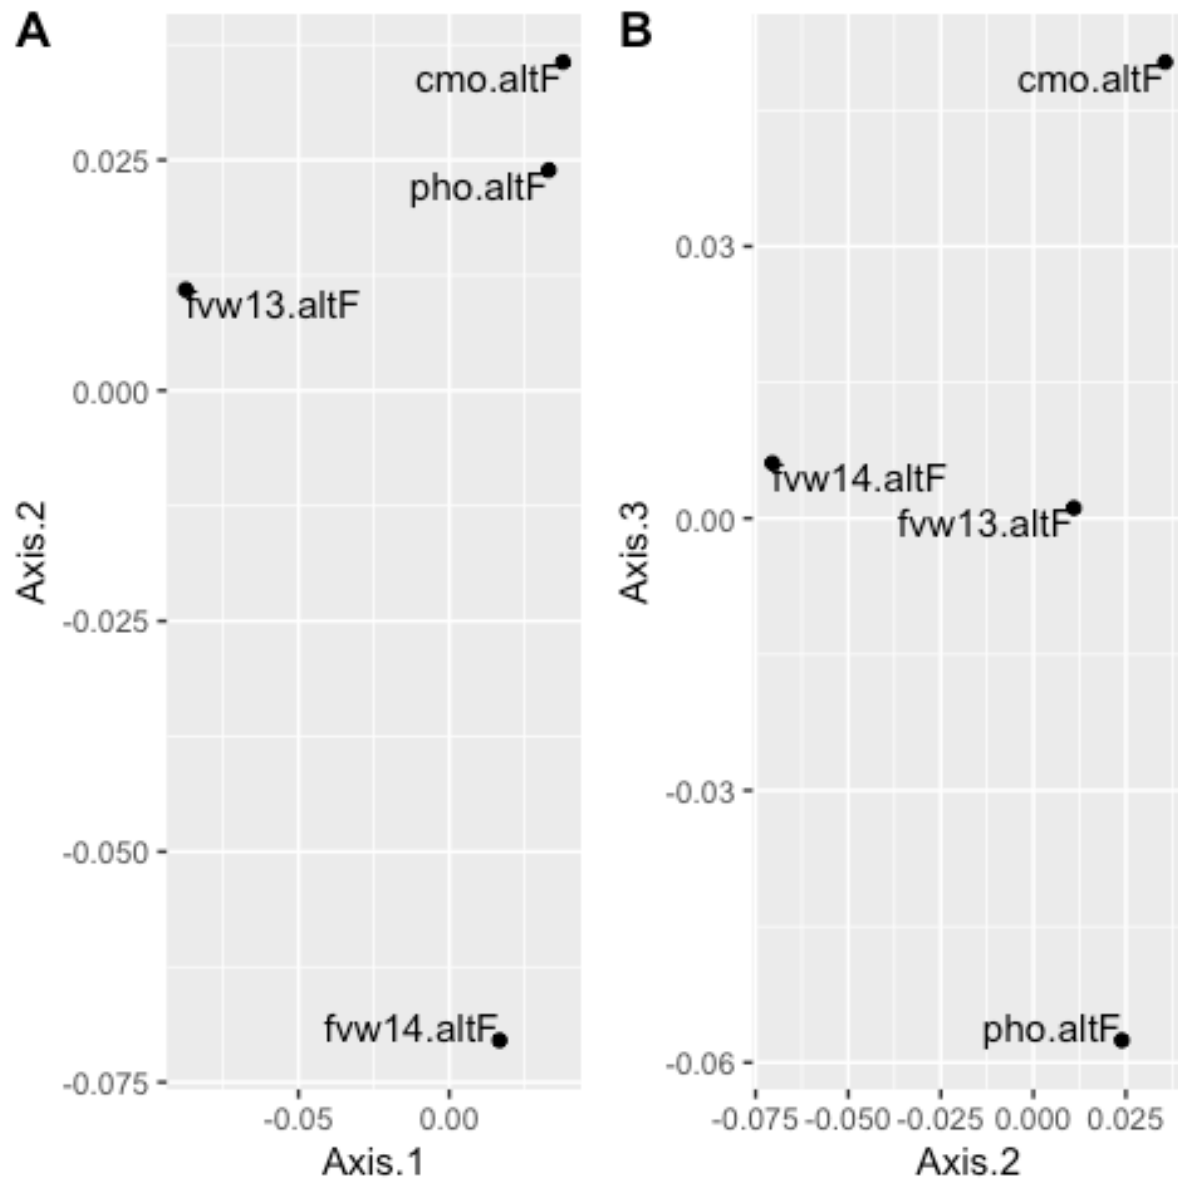 A
cmo.altF
0.025
pho.altF
fvw13.altF
0.000
Axis.2
-0.025
-0.050
fvw14.altF
-0.075
-0.05 0.00
Axis.1
B
cmo.altF
0.03
fvw14.altF
0.00
fvw13.altF
Axis.3
-0.03
pho.altF
-0.06
-0.075 -0.050 -0.025 0.000 0.025
Axis.2